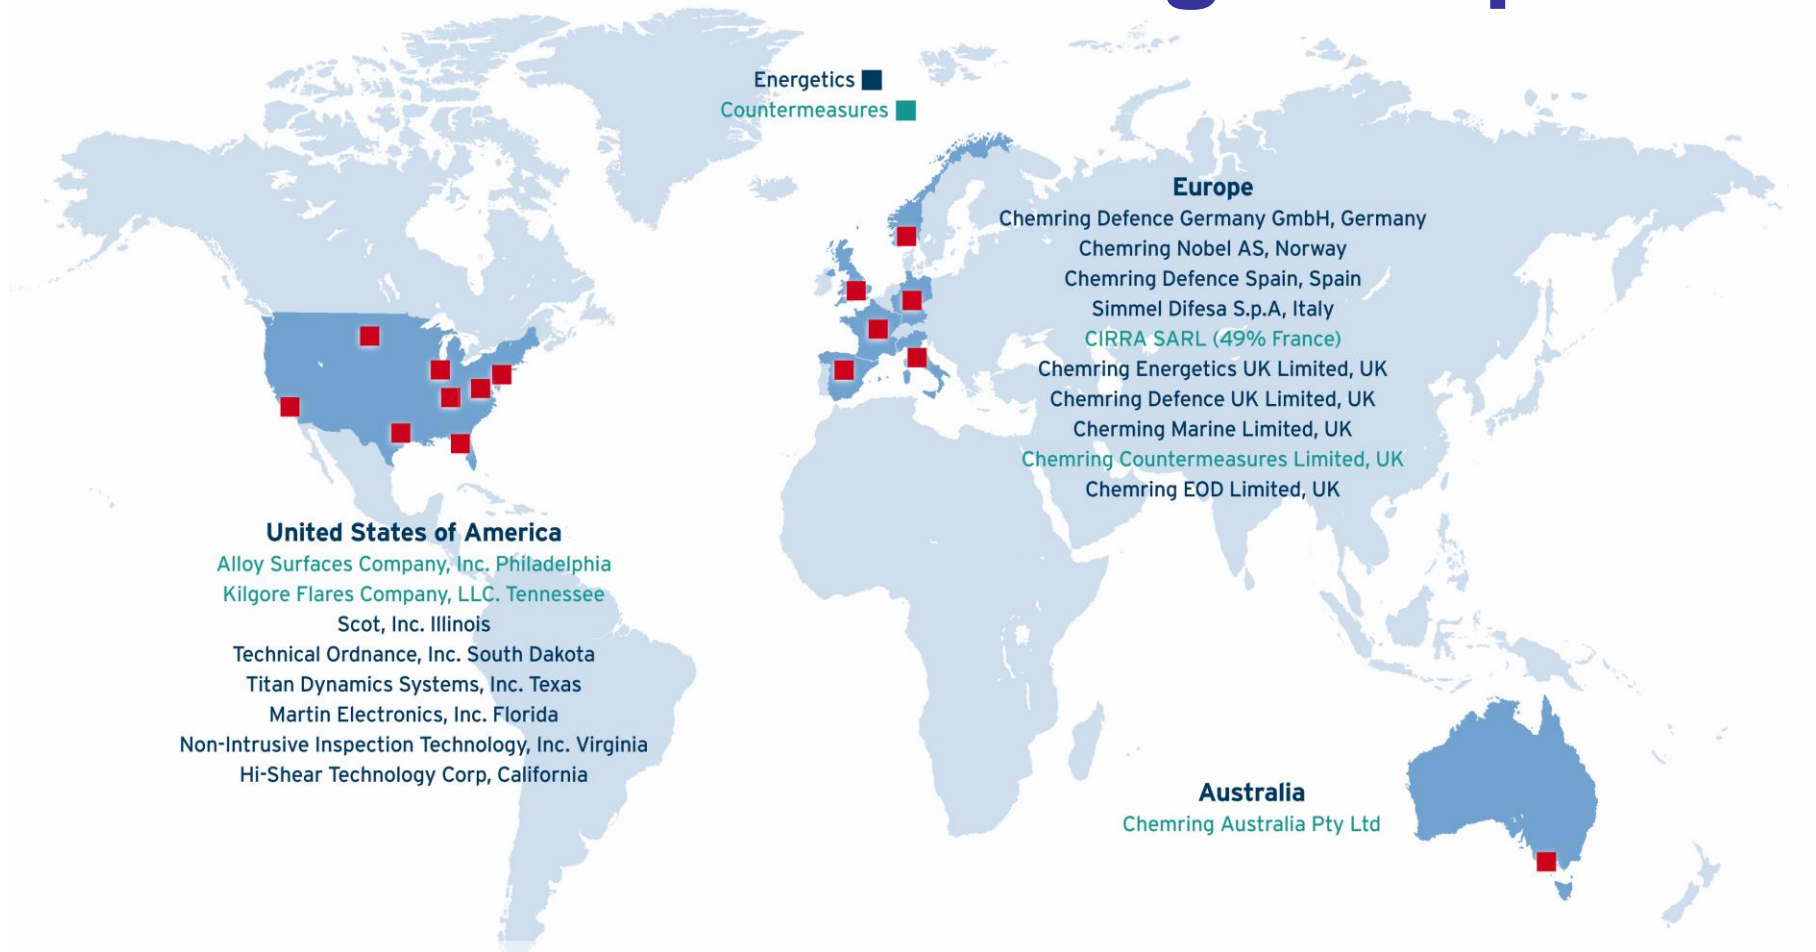 Energetics
Countermeasures
Europe
Chemring Defence Germany GmbH, Germany
Chemring Nobel AS, Norway
Chemring Defence Spain, Spain
Simmel Difesa S.p.A, Italy
CIRRA SARL (49% France)
Chemring Energetics UK Limited, UK
Chemring Defence UK Limited, UK
Cherming Marine Limited, UK
Chemring Countermeasures Limited, UK
Chemring EOD Limited, UK
United States of America
Alloy Surfaces Company, Inc. Philadelphia
Kilgore Flares Company, LLC. Tennessee
Scot, Inc. Illinois
Technical Ordnance, Inc. South Dakota
Titan Dynamics Systems, Inc. Texas
Martin Electronics, Inc. Florida
Non-Intrusive Inspection Technology, Inc. Virginia
Hi-Shear Technology Corp, California
Australia
Chemring Australia Pty Ltd